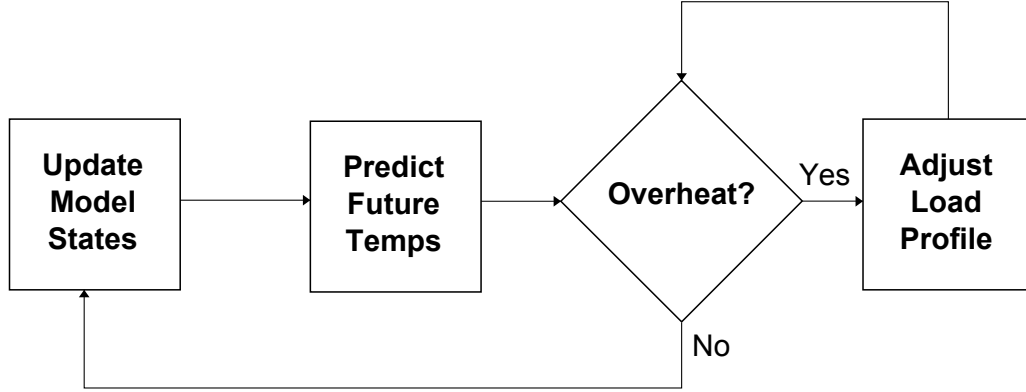 Update
Model
States
Predict
Future
Temps
Overheat?
Yes
Adjust
Load
Profile
No